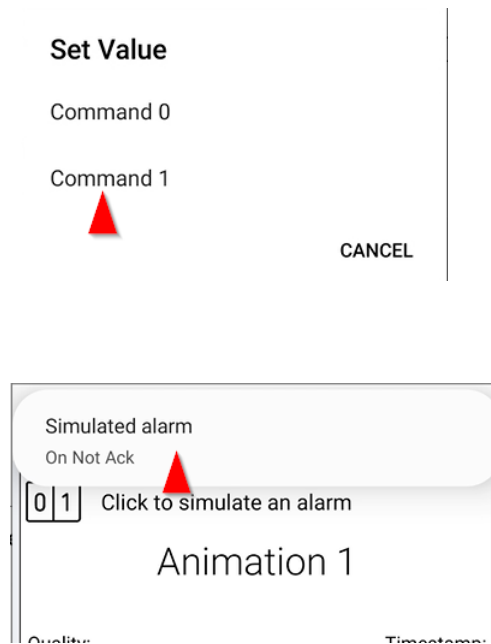 Set Value
Command 0
Command 1
CANCEL
Simulated alarm
On Not Ack
0 1 Click to simulate an alarm
Animation 1
Quality: Timestamp: